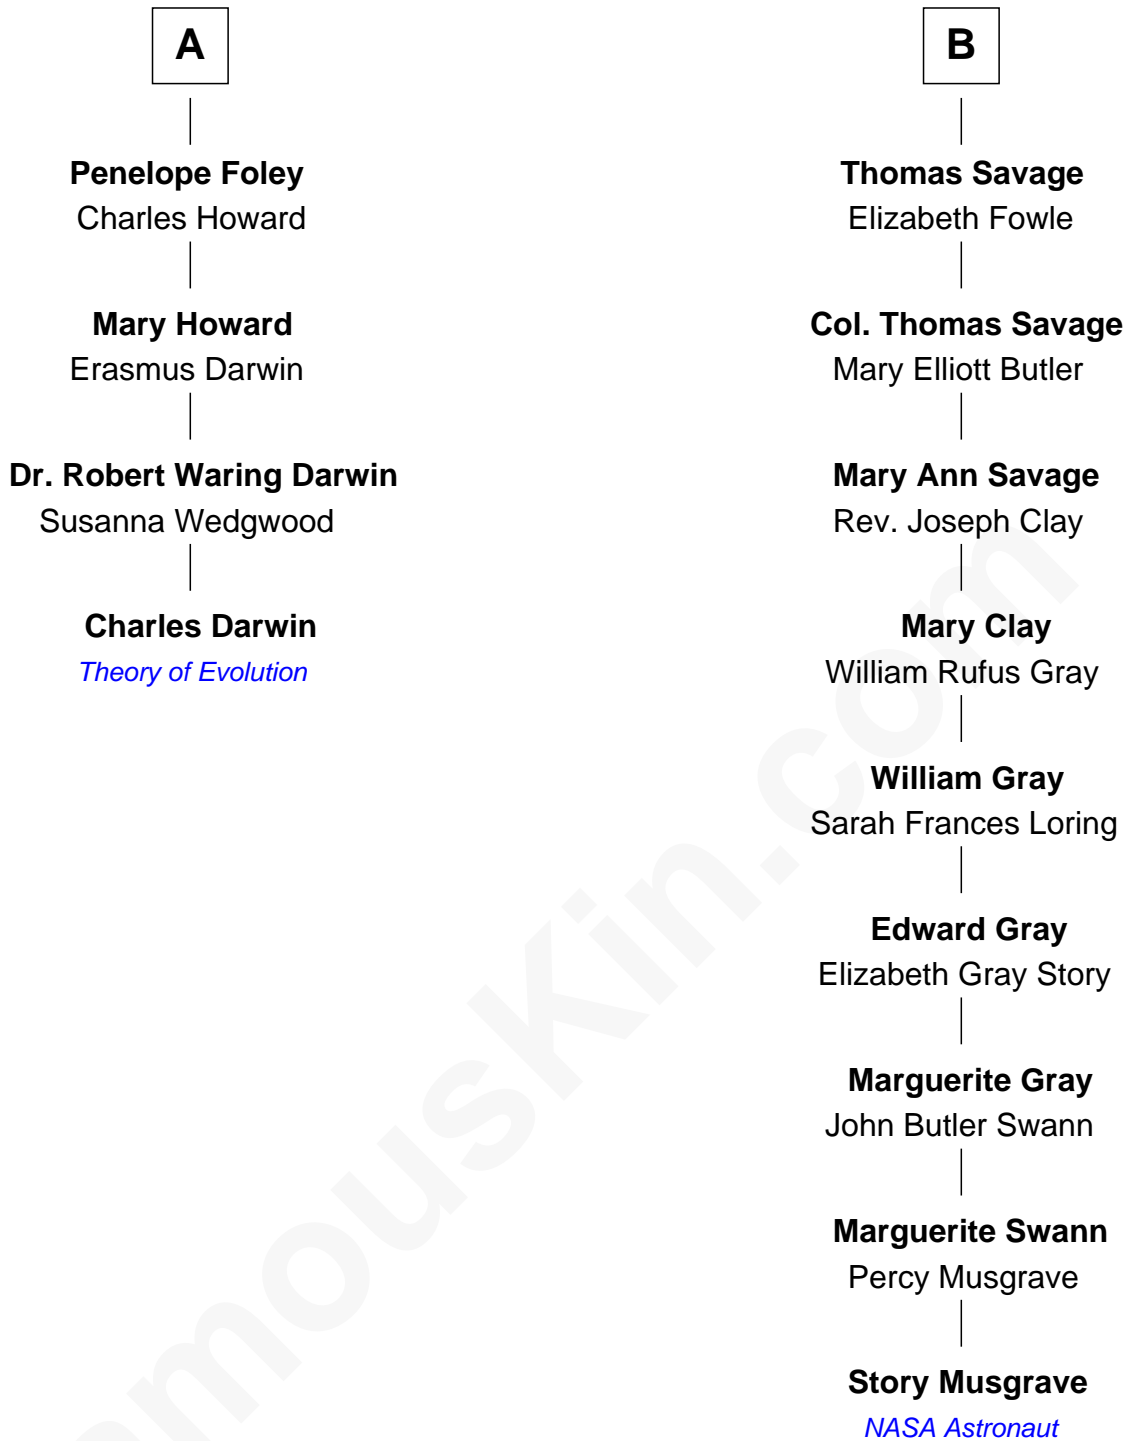 A
Penelope Foley
Charles Howard
Mary Howard
Erasmus Darwin
Dr. Robert Waring Darwin
Susanna Wedgwood
Charles Darwin
Theory of Evolution
B
Thomas Savage
Elizabeth Fowle
Col. Thomas Savage
Mary Elliott Butler
Mary Ann Savage
Rev. Joseph Clay
Mary Clay
William Rufus Gray
William Gray
Sarah Frances Loring
Edward Gray
Elizabeth Gray Story
Marguerite Gray
John Butler Swann
Marguerite Swann
Percy Musgrave
Story Musgrave
NASA Astronaut
amouskin.com